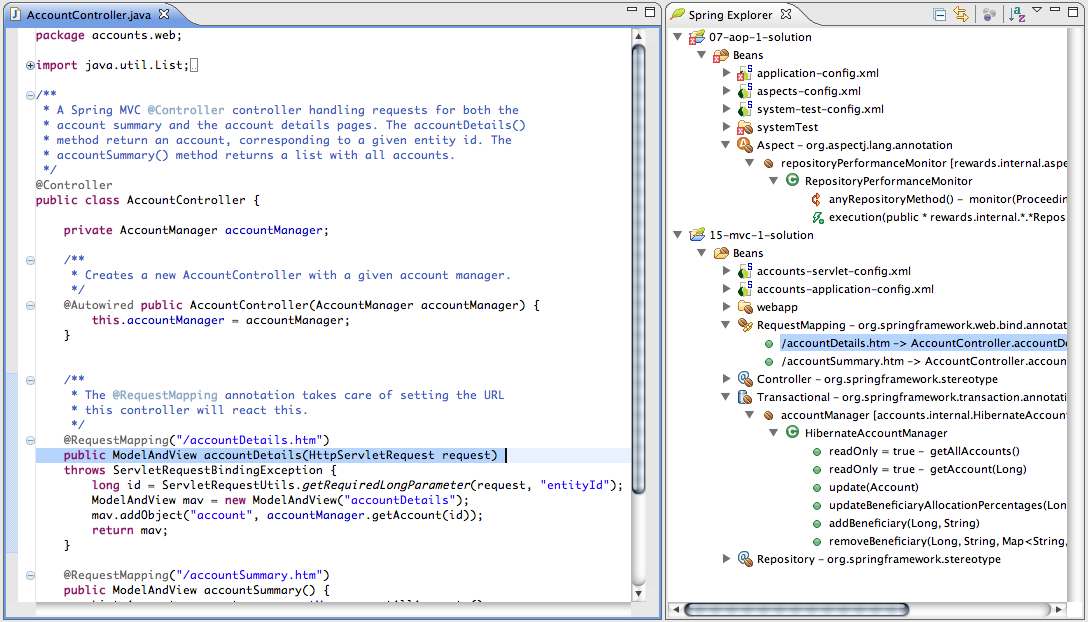 AccountController.java
package accounts.web;
import java.util.List;
/**
 * A Spring MVC @Controller controller handling requests for both the
 * account summary and the account details pages. The accountDetails()
 * method return an account, corresponding to a given entity id. The
 * accountSummary() method returns a list with all accounts.
 */
@Controller
public class AccountController {
private AccountManager accountManager;
/**
 * Creates a new AccountController with a given account manager.
 */
@Autowired public AccountController(AccountManager accountManager) {
this.accountManager = accountManager;
}
/**
 * The @RequestMapping annotation takes care of setting the URL
 * this controller will react this.
 */
@RequestMapping("/accountDetails.htm")
public ModelAndView accountDetails(HttpServletRequest request)
throws ServletRequestBindingException {
long id = ServletRequestUtils.getRequiredLongParameter(request, "entityId");
ModelAndView mav = new ModelAndView("accountDetails");
mav.addObject("account", accountManager.getAccount(id));
return mav;
}
@RequestMapping("/accountSummary.htm")
public ModelAndView accountSummary() {
Spring Explorer
07-aop-1-solution
Beans
application-config.xml
aspects-config.xml
system-test-config.xml
systemTest
Aspect - org.aspectj.lang.annotation
repositoryPerformanceMonitor [rewards.internal.aspe
RepositoryPerformanceMonitor
anyRepositoryMethod() - monitor(Proceedin
execution(public * rewards.internal.*.*Repos
15-mvc-1-solution
Beans
accounts-servlet-config.xml
accounts-application-config.xml
webapp
RequestMapping - org.springframework.web.bind.annotat
/accountDetails.htm -> AccountController.accountDe
/accountSummary.htm -> AccountController.accoun
Controller - org.springframework.stereotype
Transactional - org.springframework.transaction.annotati
accountManager [accounts.internal.HibernateAccoun
HibernateAccountManager
readOnly = true - getAllAccounts()
readOnly = true - getAccount(Long)
update(Account)
updateBeneficiaryAllocationPercentages(Lon
addBeneficiary(Long, String)
removeBeneficiary(Long, String, Map<String,
Repository - org.springframework.stereotype